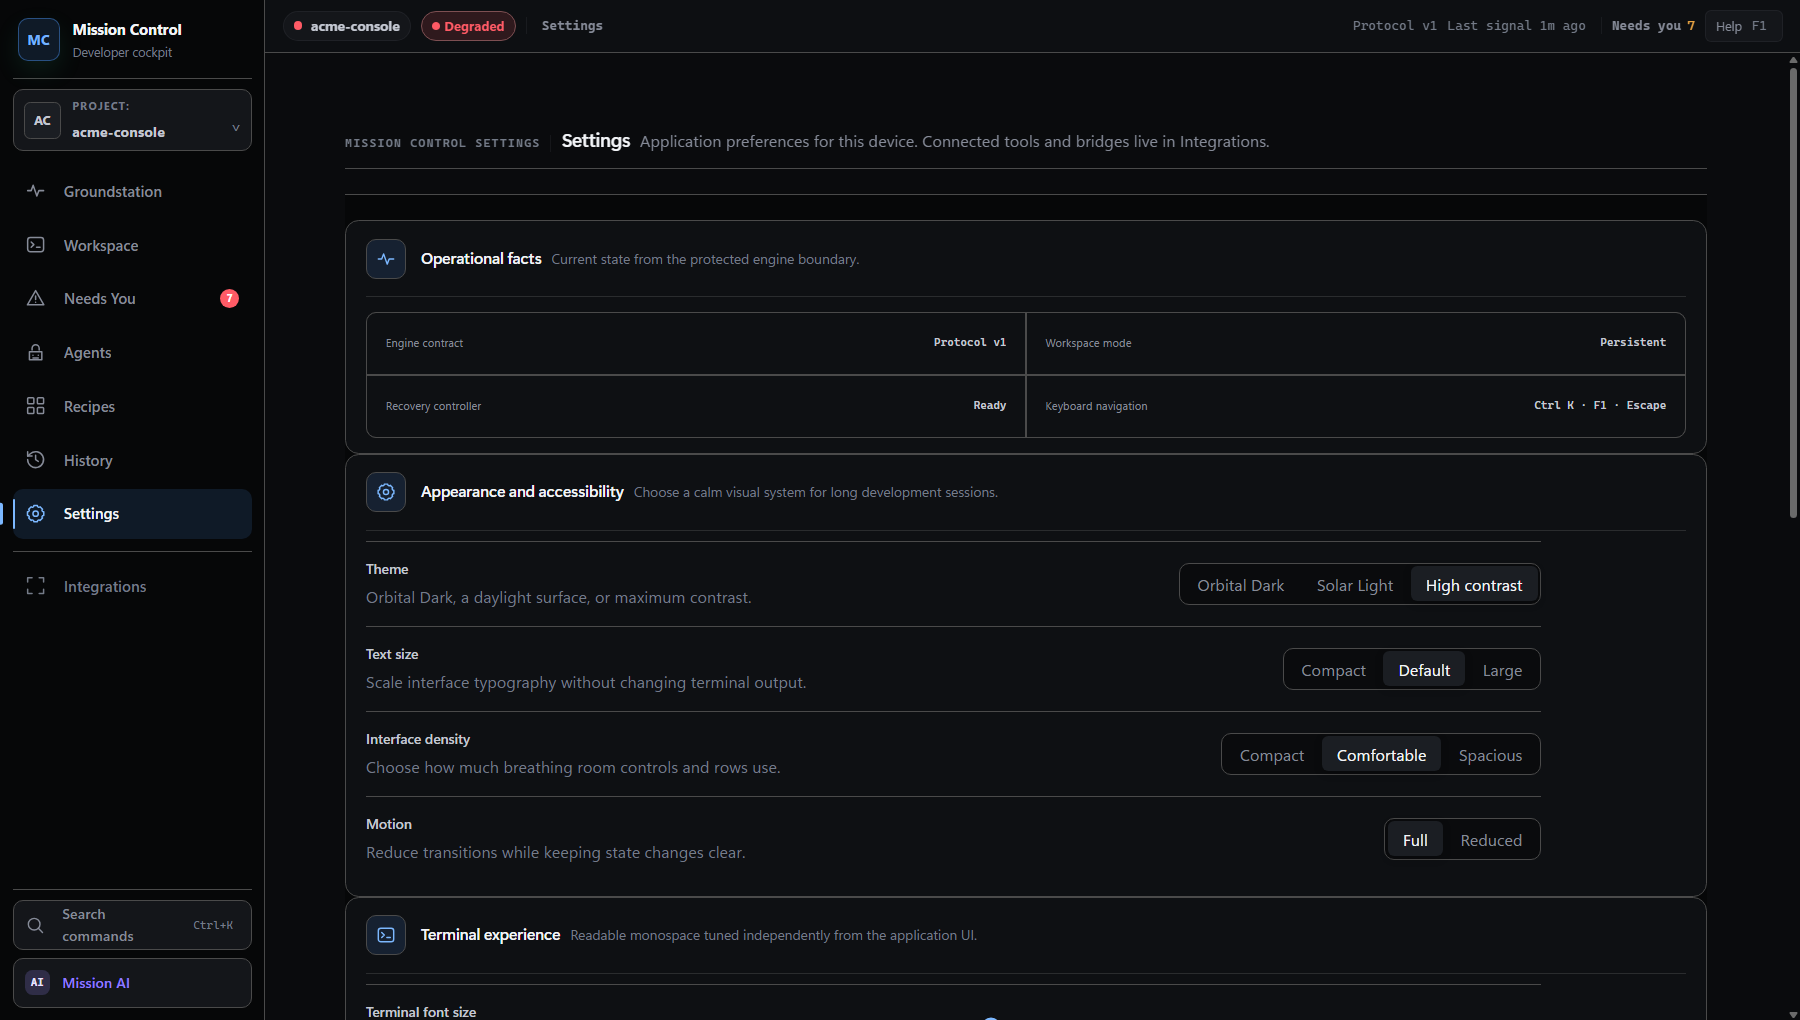 MC
Mission Control
Developer cockpit
AC
PROJECT:
acme-console
Groundstation
Workspace
Needs You
7
Agents
Recipes
History
Settings
Integrations
Search commands
Ctrl+K
AI
Mission AI
acme-console
Degraded
Settings
Protocol v1 Last signal 1m ago
Needs you 7
Help F1
MISSION CONTROL SETTINGS
Settings
Application preferences for this device. Connected tools and bridges live in Integrations.
Operational facts
Current state from the protected engine boundary.
Engine contract
Protocol v1
Workspace mode
Persistent
Recovery controller
Ready
Keyboard navigation
Ctrl K · F1 · Escape
Appearance and accessibility
Choose a calm visual system for long development sessions.
Theme
Orbital Dark, a daylight surface, or maximum contrast.
Orbital Dark
Solar Light
High contrast
Text size
Scale interface typography without changing terminal output.
Compact
Default
Large
Interface density
Choose how much breathing room controls and rows use.
Compact
Comfortable
Spacious
Motion
Reduce transitions while keeping state changes clear.
Full
Reduced
Terminal experience
Readable monospace tuned independently from the application UI.
Terminal font size